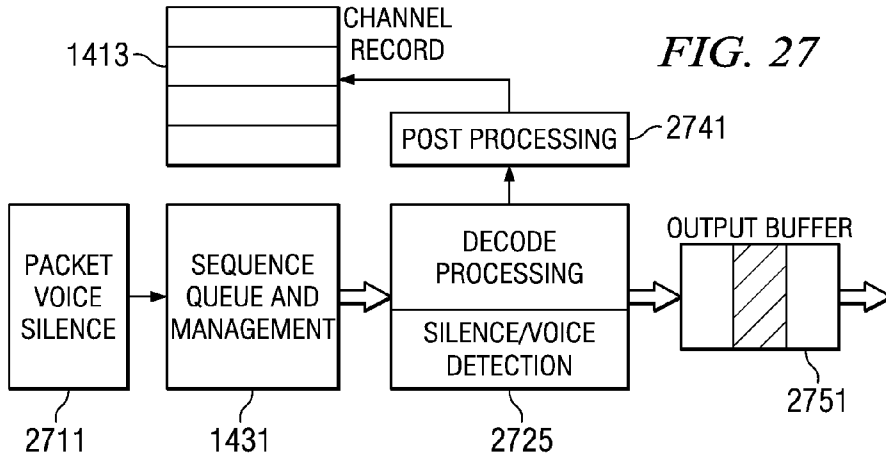 CHANNEL
RECORD
1413
FIG. 27
POST PROCESSING
2741
PACKET
VOICE
SILENCE
SEQUENCE
QUEUE AND
MANAGEMENT
DECODE
PROCESSING
SILENCE/VOICE
DETECTION
OUTPUT BUFFER
2711
1431
2725
2751